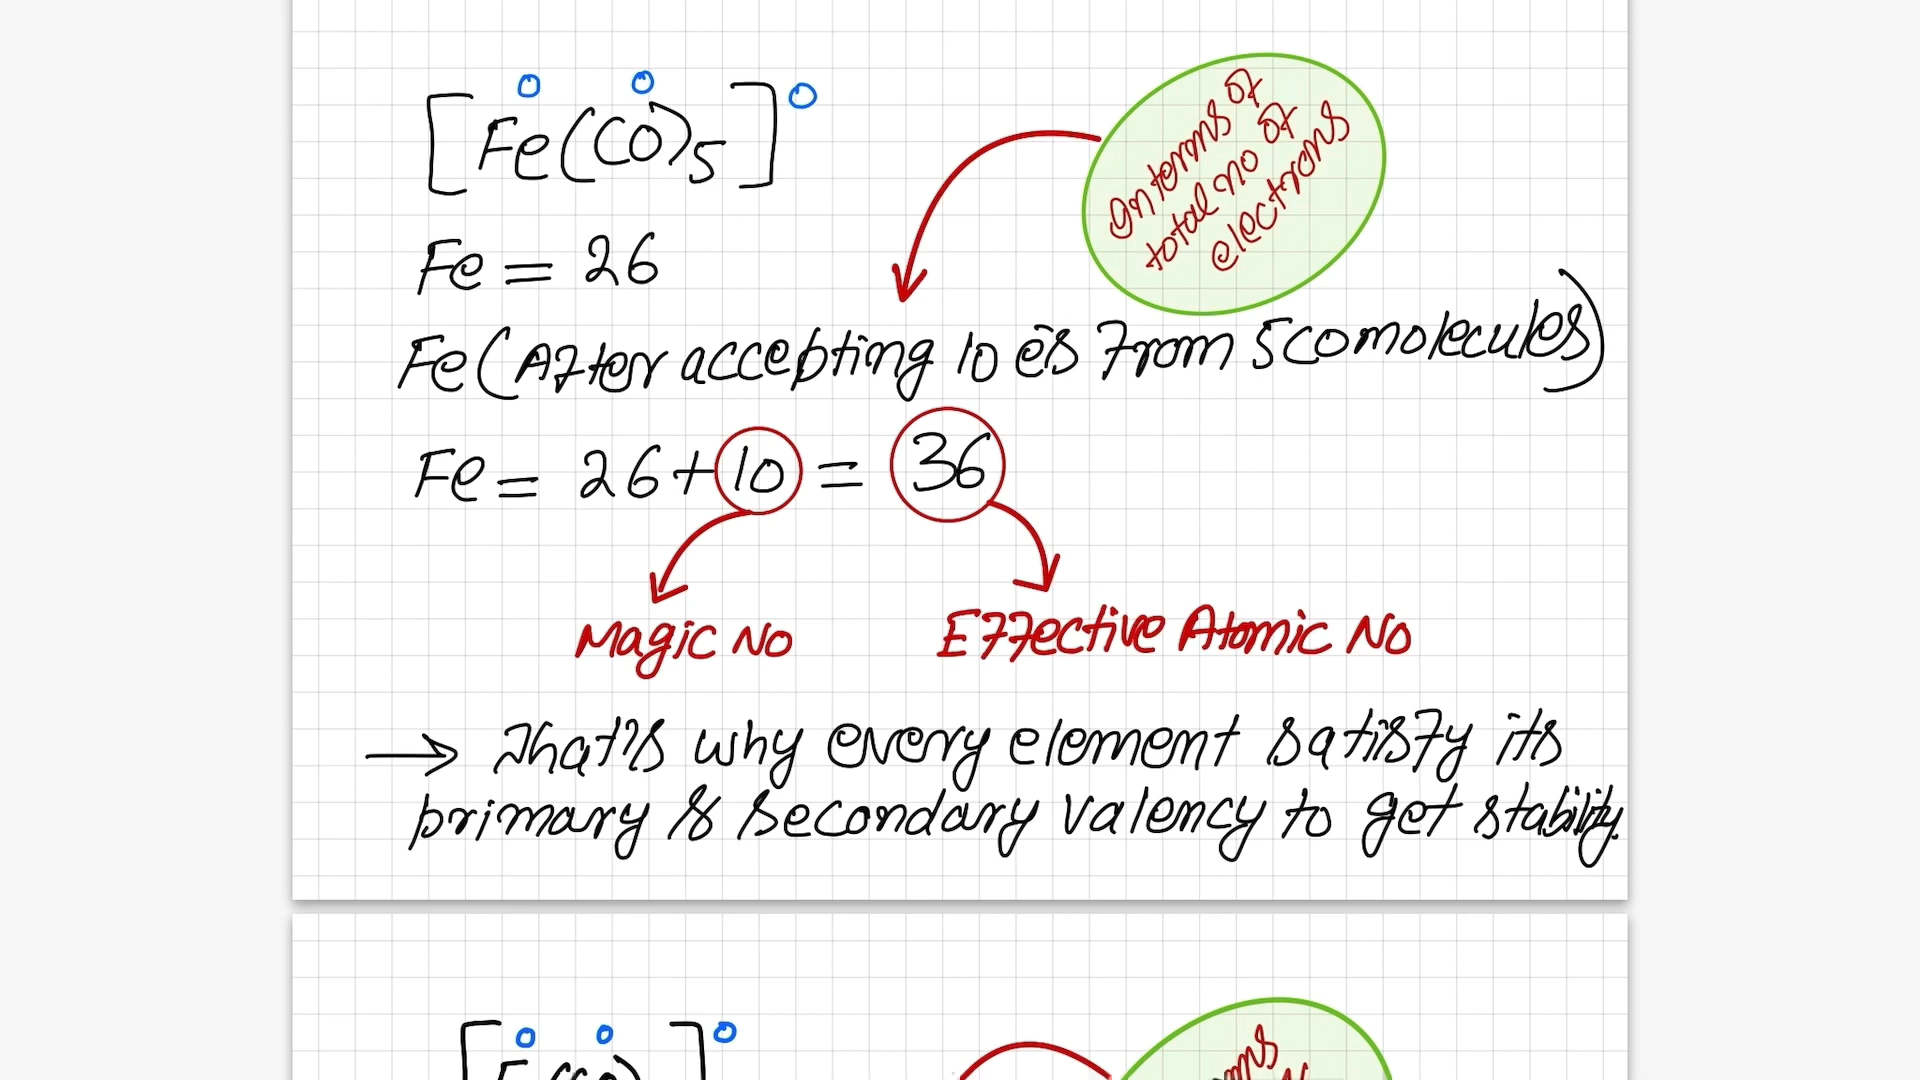 [Fe(CO)5]
o o o
In terms of
total no of
electrons
Fe = 26
Fe (After accepting 10 e̅s from 5 CO molecules)
Fe = 26+10 = 36
Magic No
Effective Atomic No
→ That's why every element satisfy its
primary & secondary valency to get stability.
o o o